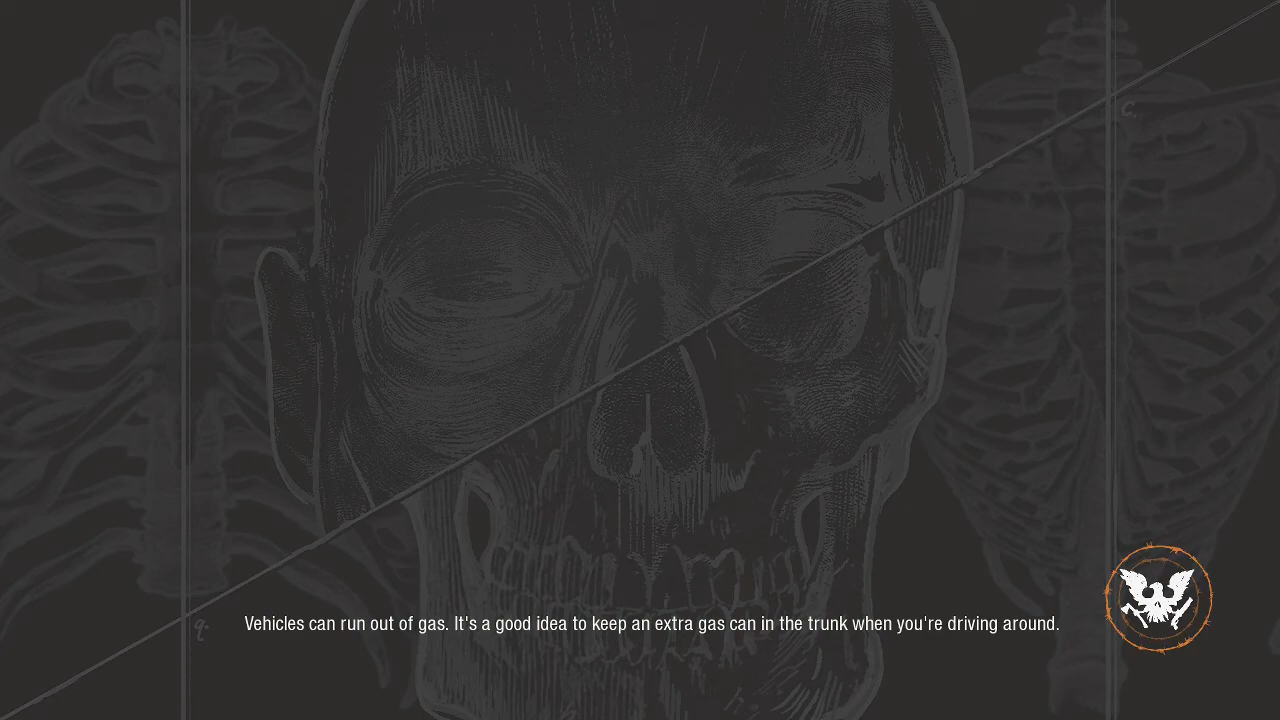 C.
Vehicles can run out of gas. It's a good idea to keep an extra gas can in the trunk when you're driving around.
q.